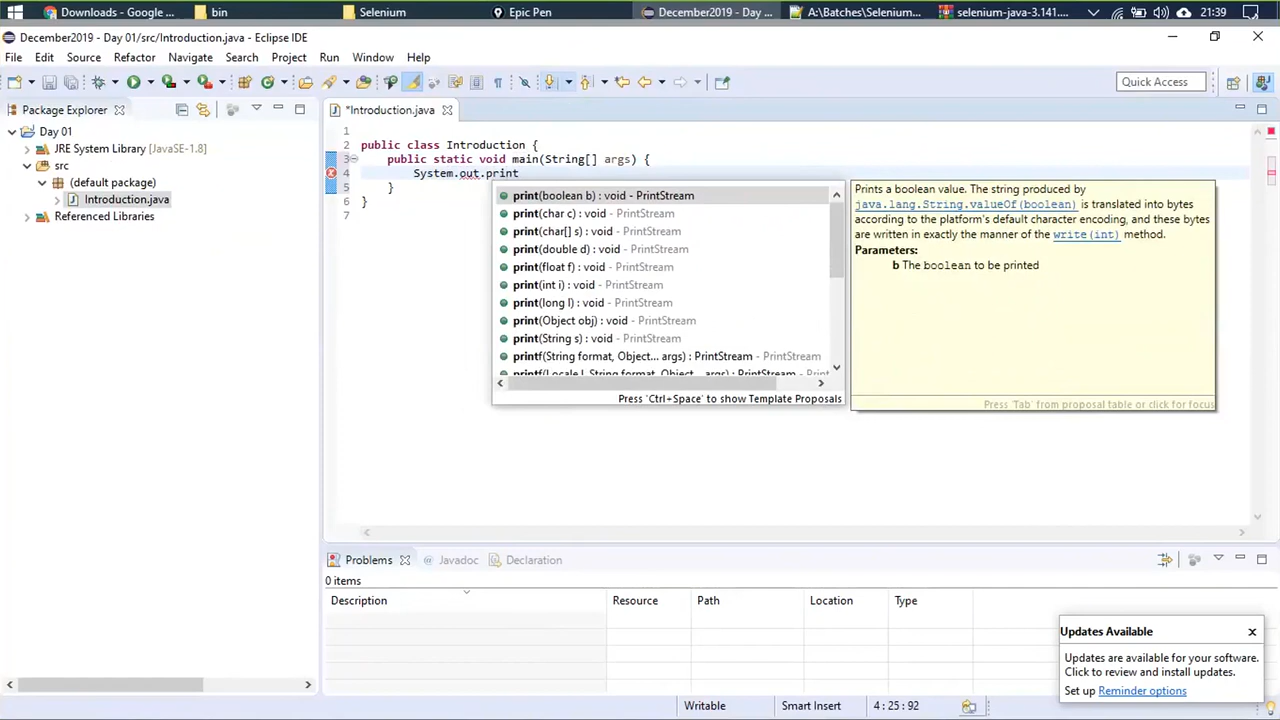 Downloads - Google ...
bin
Selenium
Epic Pen
December2019 - Day ...
A:\Batches\Selenium...
selenium-java-3.141....
21:39
December2019 - Day 01/src/Introduction.java - Eclipse IDE
File Edit Source Refactor Navigate Search Project Run Window Help
Quick Access
Package Explorer
*Introduction.java
Day 01
JRE System Library [JavaSE-1.8]
src
(default package)
Introduction.java
Referenced Libraries
1
2 public class Introduction {
3 public static void main(String[] args) {
4 System.out.print
5 }
6 }
7
print(boolean b) : void - PrintStream
print(char c) : void - PrintStream
print(char[] s) : void - PrintStream
print(double d) : void - PrintStream
print(float f) : void - PrintStream
print(int i) : void - PrintStream
print(long l) : void - PrintStream
print(Object obj) : void - PrintStream
print(String s) : void - PrintStream
printf(String format, Object... args) : PrintStream - PrintStream
printf(Locale l, String format, Object... args) : PrintStream - Print
Press 'Ctrl+Space' to show Template Proposals
Prints a boolean value. The string produced by
java.lang.String.valueOf(boolean) is translated into bytes
according to the platform's default character encoding, and these bytes
are written in exactly the manner of the write(int) method.
Parameters:
b The boolean to be printed
Press 'Tab' from proposal table or click for focus
Problems
@ Javadoc
Declaration
0 items
Description Resource Path Location Type
Updates Available
Updates are available for your software.
Click to review and install updates.
Set up Reminder options
Writable
Smart Insert
4 : 25 : 92